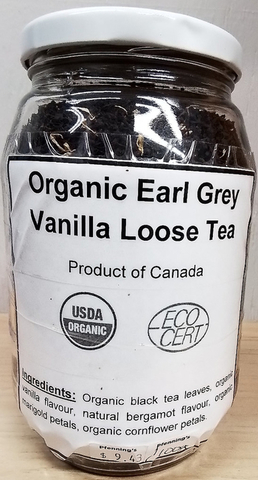 Organic Earl Grey
Vanilla Loose Tea
Product of Canada
USDA
ORGANIC
ECO
CERT
Ingredients: Organic black tea leaves, organic
vanilla flavour, natural bergamot flavour, organic
marigold petals, organic cornflower petals.
Pfenning's
$ 9.43